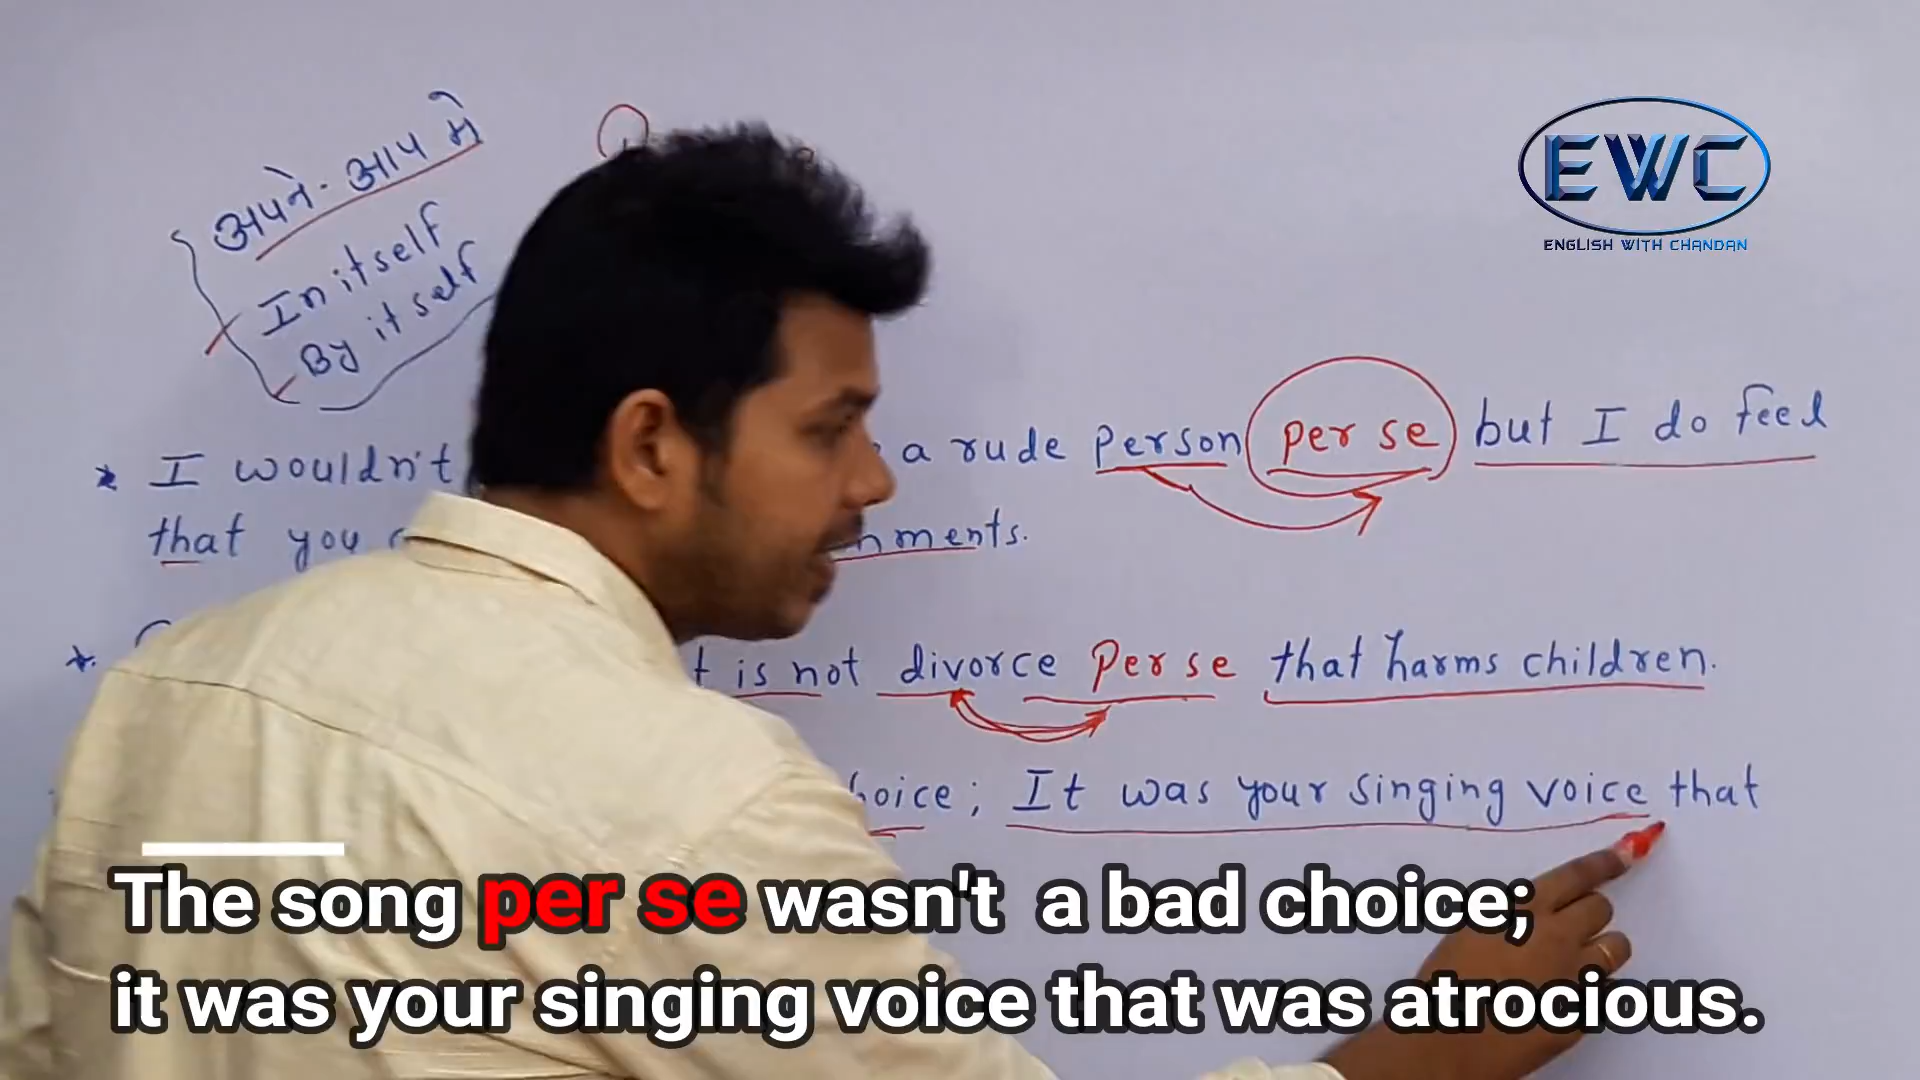 अपने-आप मे
In itself
By itself
EWC
ENGLISH WITH CHANDAN
* I wouldn't a rude person per se but I do feel
that you
* is not divorce Per se that harms children.
; It was your singing voice that
The song per se wasn't a bad choice;
it was your singing voice that was atrocious.